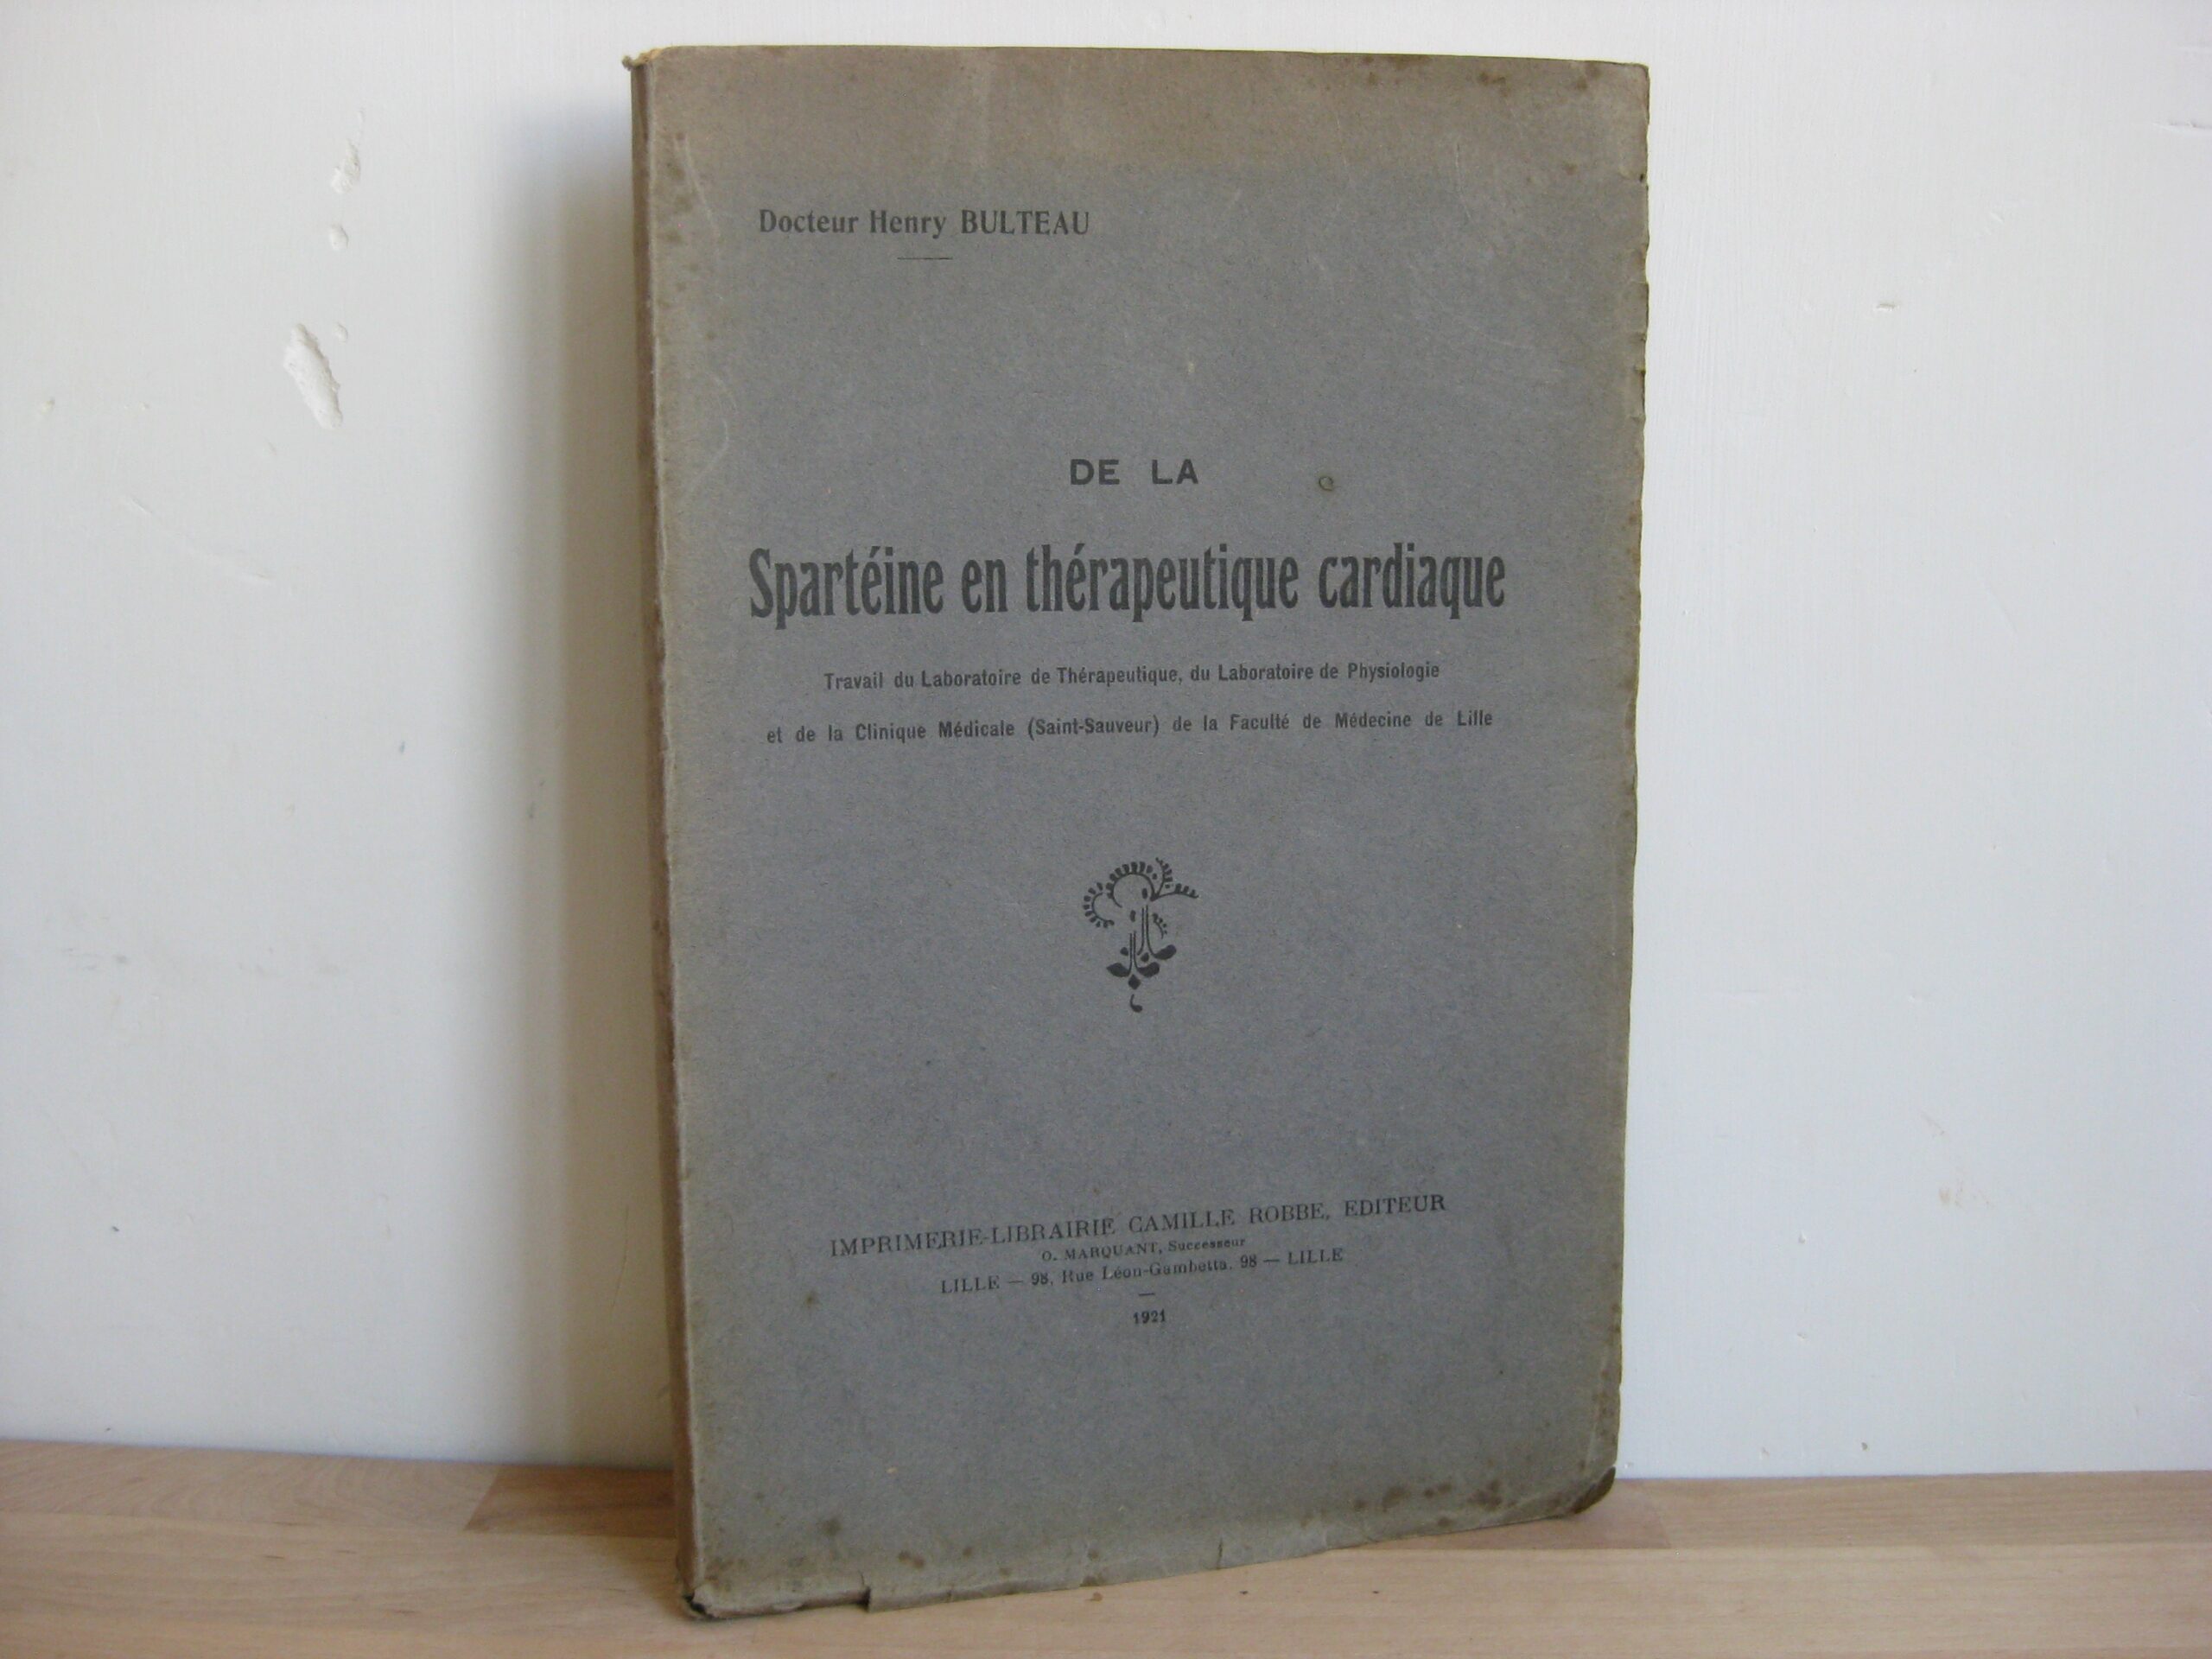 Docteur Henry BULTEAU
DE LA
Spartéine en thérapeutique cardiaque
Travail du Laboratoire de Thérapeutique, du Laboratoire de Physiologie
et de la Clinique Médicale (Saint-Sauveur) de la Faculté de Médecine de Lille
IMPRIMERIE-LIBRAIRIE CAMILLE ROBBE, EDITEUR
O. MARQUANT, Successeur
LILLE — 98, Rue Léon-Gambetta, 98 — LILLE
1921